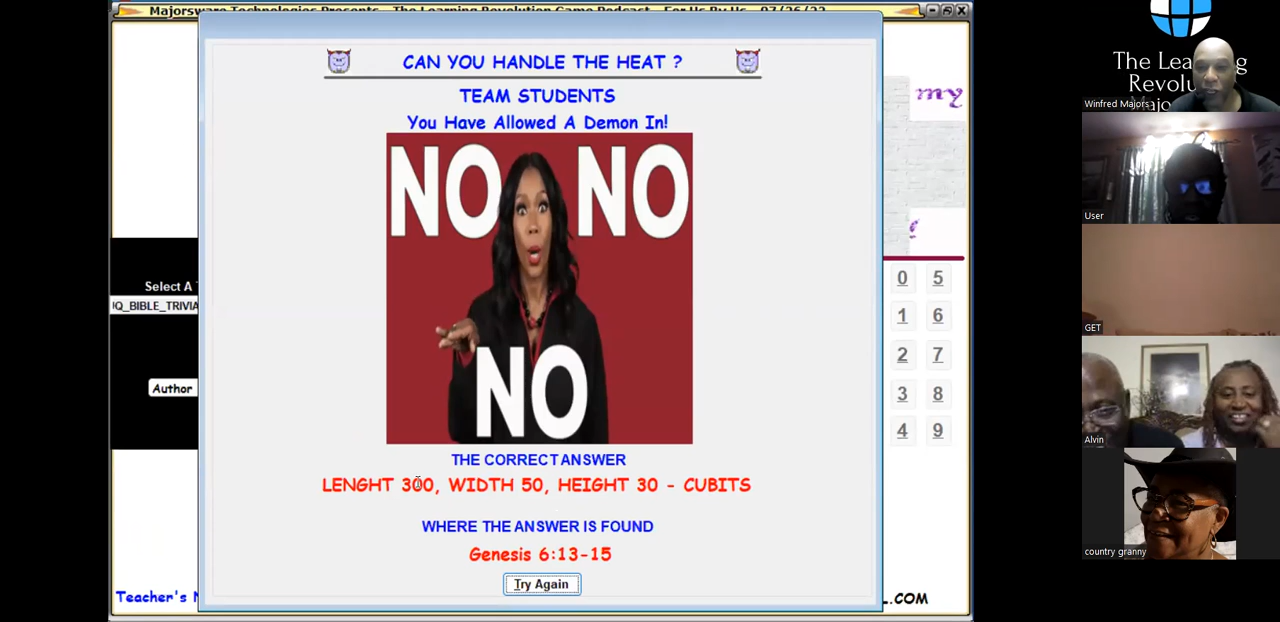 Majorsware Technologies Presents - The Learning Revolution Game Podcast - For Us By Us - 07/26/22
CAN YOU HANDLE THE HEAT ?
TEAM STUDENTS
You Have Allowed A Demon In!
NO NO
NO
THE CORRECT ANSWER
LENGHT 300, WIDTH 50, HEIGHT 30 - CUBITS
WHERE THE ANSWER IS FOUND
Genesis 6:13-15
Try Again
Select A
IQ_BIBLE_TRIVIA
Author
Teacher's
my
0 5
1 6
2 7
3 8
4 9
.COM
The Learning
Winfred Majors
User
GET
Alvin
country granny